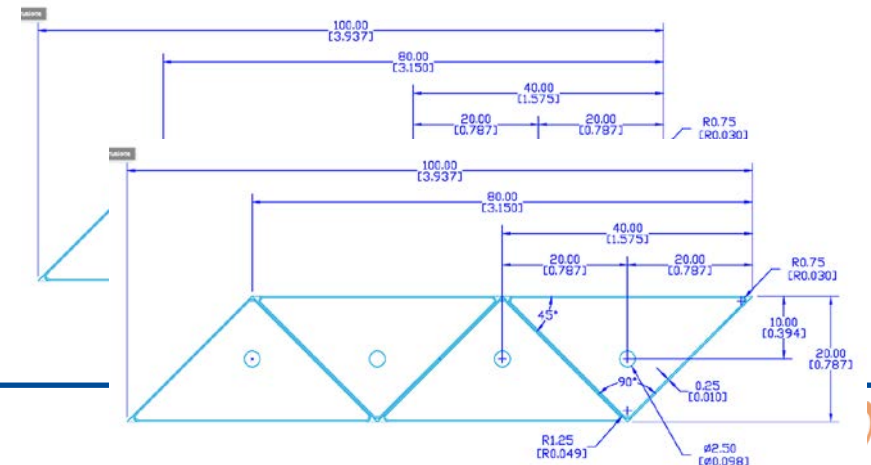 usions
100.00
[3.937]
80.00
[3.150]
40.00
[1.575]
20.00
[0.787]
20.00
[0.787]
R0.75
[R0.030]
usions
100.00
[3.937]
80.00
[3.150]
40.00
[1.575]
20.00
[0.787]
20.00
[0.787]
R0.75
[R0.030]
45°
10.00
[0.394]
20.00
[0.787]
90°
0.25
[0.010]
R1.25
[R0.049]
ø2.50
[ø0.098]